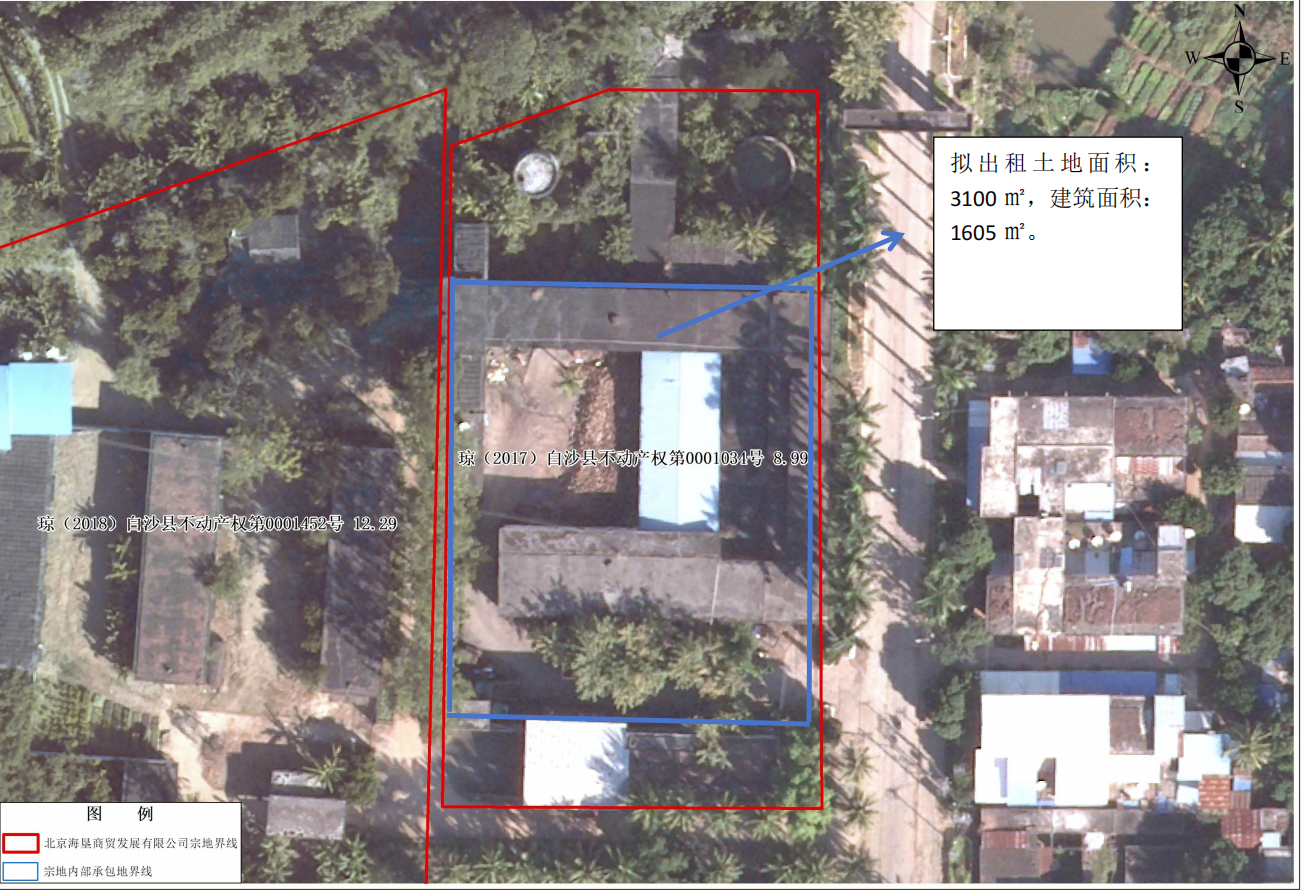 N
W E
S
拟出租土地面积：
3100 ㎡，建筑面积：
1605 ㎡。
琼（2017）白沙县不动产权第0001034号 8.99
琼（2018）白沙县不动产权第0001452号 12.29
图 例
北京海垦商贸发展有限公司宗地界线
宗地内部承包地界线